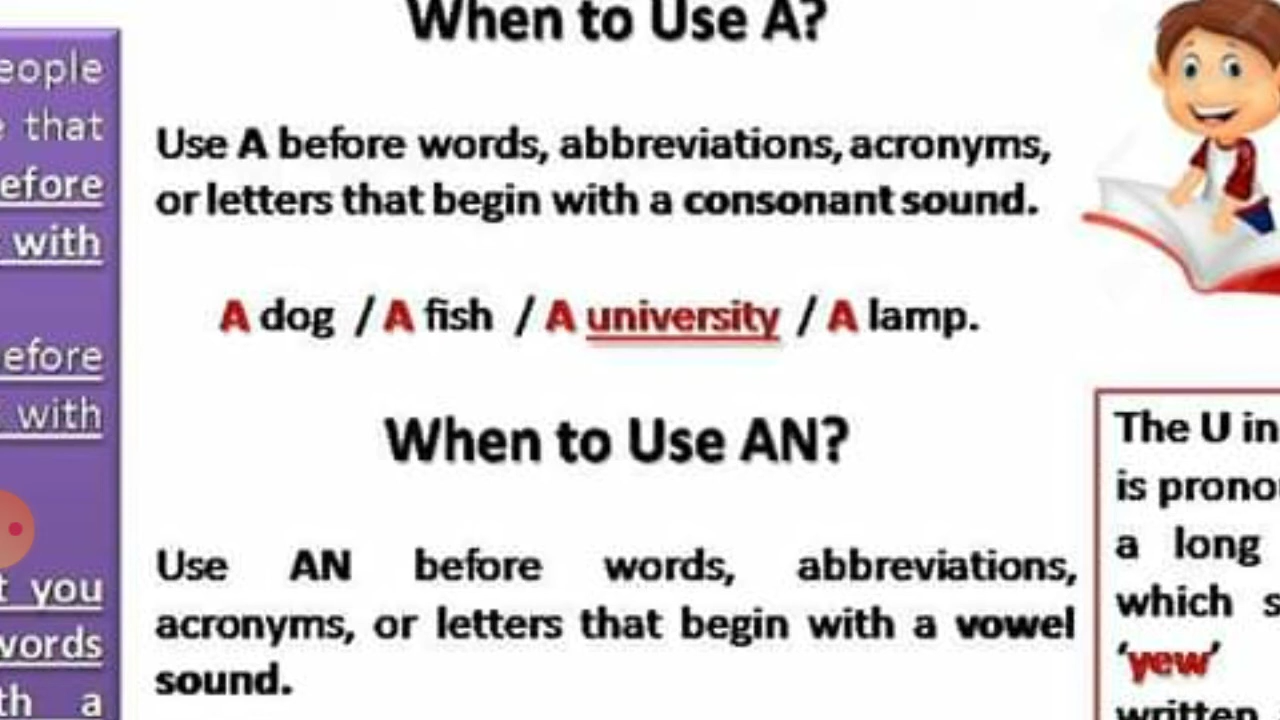 eople
that
efore
with
efore
with
you
words
th a
When to Use A?
Use A before words, abbreviations, acronyms,
or letters that begin with a consonant sound.
A dog / A fish / A university / A lamp.
When to Use AN?
Use AN before words, abbreviations,
acronyms, or letters that begin with a vowel
sound.
The U in
is prono
a long
which s
'yew'
written